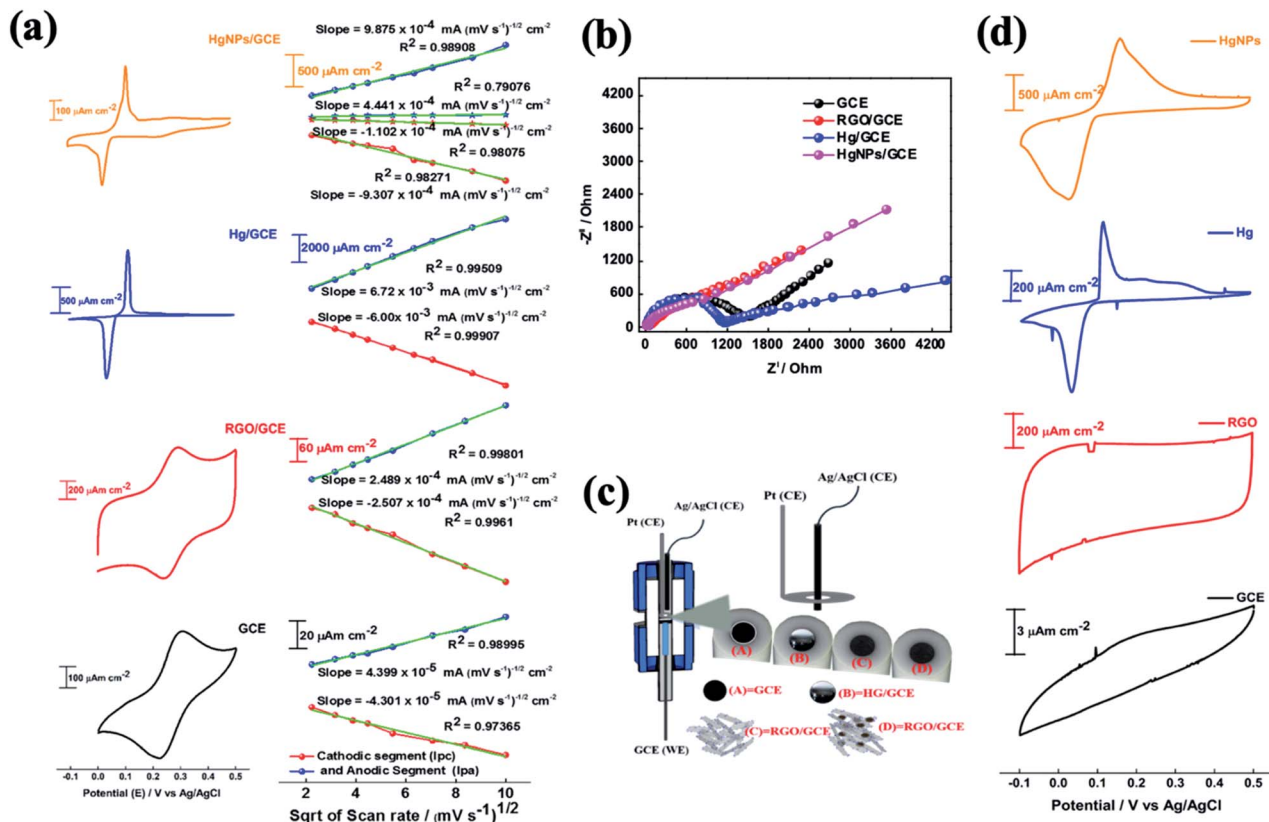 (a)
HgNPs/GCE
100 µAm cm-2
Slope = 9.875 x 10-4 mA (mV s-1)-1/2 cm-2
R2 = 0.98908
500 µAm cm-2
R2 = 0.79076
Slope = 4.441 x 10-4 mA (mV s-1)-1/2 cm-2
Slope = -1.102 x 10-4 mA (mV s-1)-1/2 cm-2
R2 = 0.98075
R2 = 0.98271
Slope = -9.307 x 10-4 mA (mV s-1)-1/2 cm-2
Hg/GCE
500 µAm cm-2
2000 µAm cm-2
R2 = 0.99509
Slope = 6.72 x 10-3 mA (mV s-1)-1/2 cm-2
Slope = -6.00x 10-3 mA (mV s-1)-1/2 cm-2
R2 = 0.99907
RGO/GCE
200 µAm cm-2
60 µAm cm-2
R2 = 0.99801
Slope = 2.489 x 10-4 mA (mV s-1)-1/2 cm-2
Slope = -2.507 x 10-4 mA (mV s-1)-1/2 cm-2
R2 = 0.9961
GCE
100 µAm cm-2
20 µAm cm-2
R2 = 0.98995
Slope = 4.399 x 10-5 mA (mV s-1)-1/2 cm-2
Slope = -4.301 x 10-5 mA (mV s-1)-1/2 cm-2
R2 = 0.97365
Cathodic segment (Ipc)
and Anodic Segment (Ipa)
-0.1 0.0 0.1 0.2 0.3 0.4 0.5
Potential (E) / V vs Ag/AgCl
2 4 6 8 10
Sqrt of Scan rate / (mV s-1)1/2
(b)
4200
3600
3000
2400
1800
1200
600
0
-Z" / Ohm
GCE
RGO/GCE
Hg/GCE
HgNPs/GCE
0 600 1200 1800 2400 3000 3600 4200
Z' / Ohm
(c)
Ag/AgCl (CE)
Pt (CE)
Ag/AgCl (CE)
Pt (CE)
(A)
(B)
(C)
(D)
(A)=GCE
(B)=HG/GCE
(C)=RGO/GCE
(D)=RGO/GCE
GCE (WE)
(d)
HgNPs
500 µAm cm-2
Hg
200 µAm cm-2
RGO
200 µAm cm-2
GCE
3 µAm cm-2
-0.1 0.0 0.1 0.2 0.3 0.4 0.5
Potential / V vs Ag/AgCl